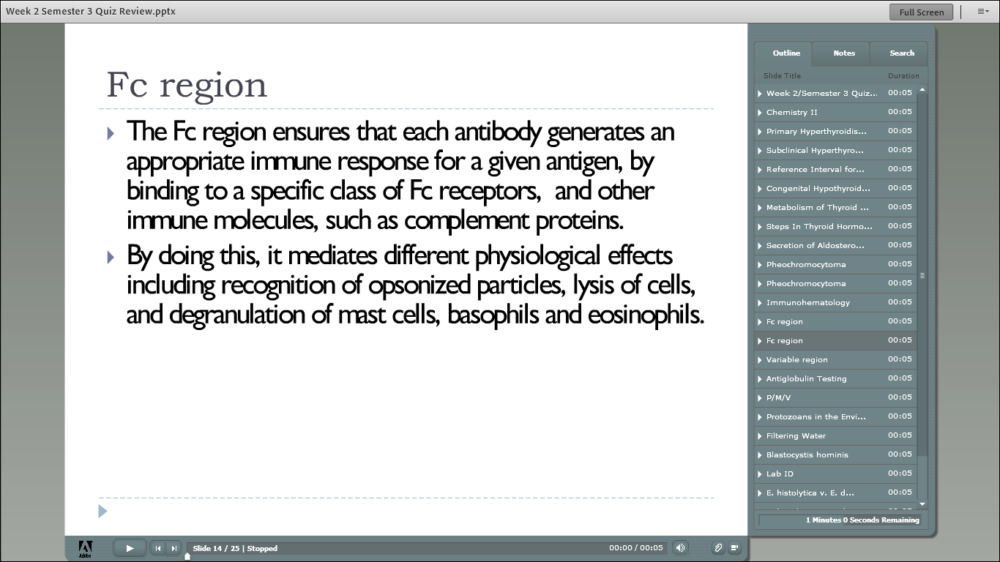 Week 2 Semester 3 Quiz Review.pptx
Full Screen
Fc region
The Fc region ensures that each antibody generates an
appropriate immune response for a given antigen, by
binding to a specific class of Fc receptors,  and other
immune molecules, such as complement proteins.
By doing this, it mediates different physiological effects
including recognition of opsonized particles, lysis of cells,
and degranulation of mast cells, basophils and eosinophils.
Outline Notes Search
Slide Title Duration
Week 2/Semester 3 Quiz... 00:05
Chemistry II 00:05
Primary Hyperthyroidis... 00:05
Subclinical Hyperthyro... 00:05
Reference Interval for... 00:05
Congenital Hypothyroid... 00:05
Metabolism of Thyroid ... 00:05
Steps In Thyroid Hormo... 00:05
Secretion of Aldostero... 00:05
Pheochromocytoma 00:05
Pheochromocytoma 00:05
Immunohematology 00:05
Fc region 00:05
Fc region 00:05
Variable region 00:05
Antiglobulin Testing 00:05
P/M/V 00:05
Protozoans in the Envi... 00:05
Filtering Water 00:05
Blastocystis hominis 00:05
Lab ID 00:05
E. histolytica v. E. d... 00:05
1 Minutes 0 Seconds Remaining
Adobe
Slide 14 / 25 | Stopped
00:00 / 00:05